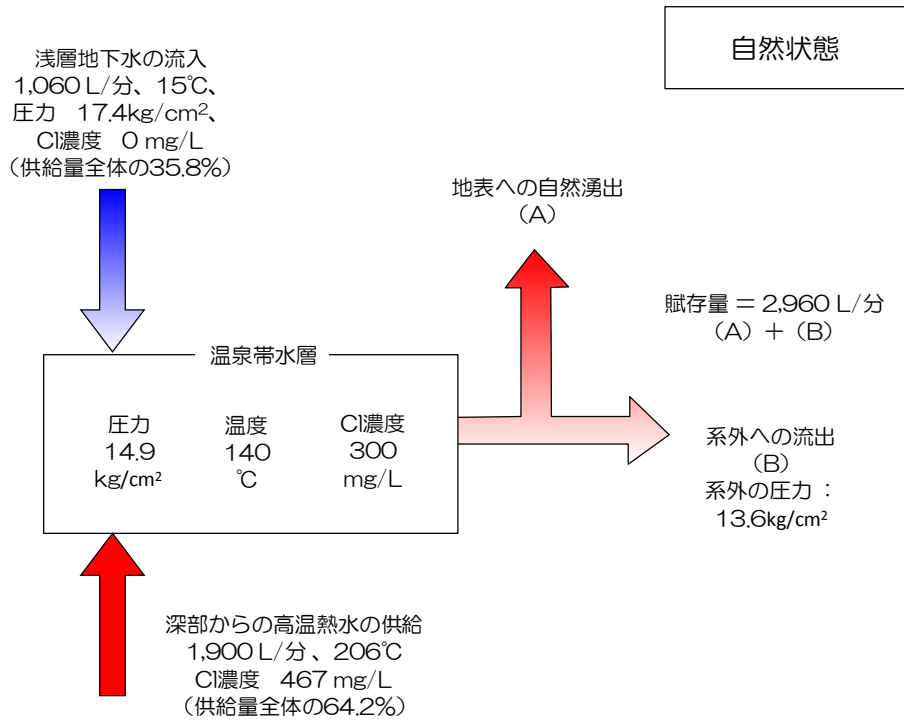 自然状態
浅層地下水の流入
1,060 L/分、15℃、
圧力 17.4kg/cm²、
Cl濃度 0 mg/L
（供給量全体の35.8%）
地表への自然湧出
（A）
賦存量 ＝ 2,960 L/分
（A）＋（B）
温泉帯水層
圧力
14.9
kg/cm²
温度
140
℃
Cl濃度
300
mg/L
系外への流出
（B）
系外の圧力：
13.6kg/cm²
深部からの高温熱水の供給
1,900 L/分 、206℃
Cl濃度 467 mg/L
（供給量全体の64.2%）